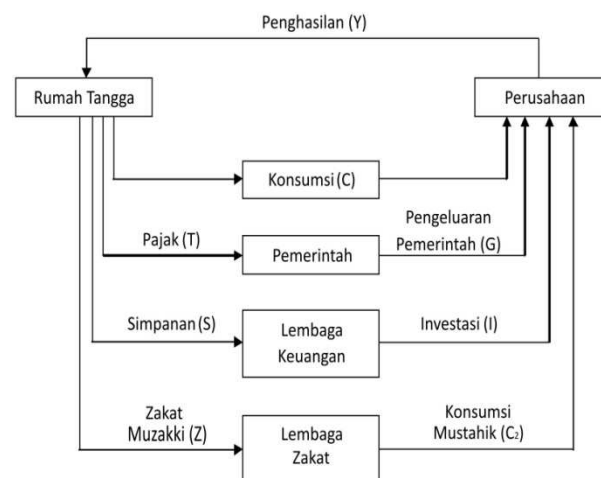 Penghasilan (Y)
Rumah Tangga
Perusahaan
Konsumsi (C)
Pajak (T)
Pemerintah
Pengeluaran
Pemerintah (G)
Simpanan (S)
Lembaga
Keuangan
Investasi (I)
Zakat
Muzakki (Z)
Lembaga
Zakat
Konsumsi
Mustahik (C₂)